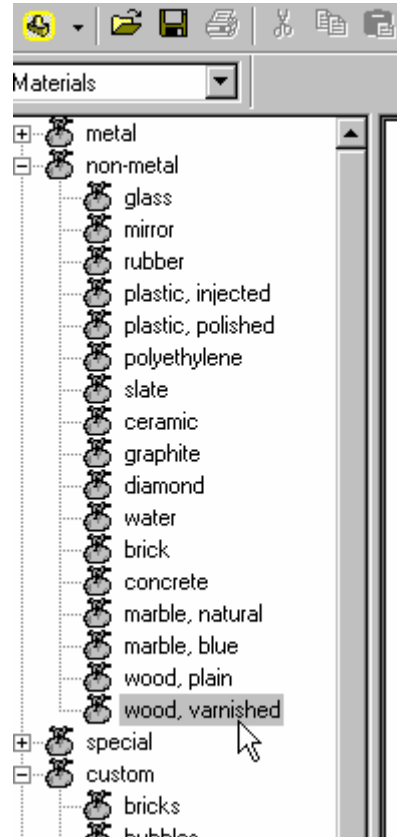 Materials
metal
non-metal
glass
mirror
rubber
plastic, injected
plastic, polished
polyethylene
slate
ceramic
graphite
diamond
water
brick
concrete
marble, natural
marble, blue
wood, plain
wood, varnished
special
custom
bricks
bubbles